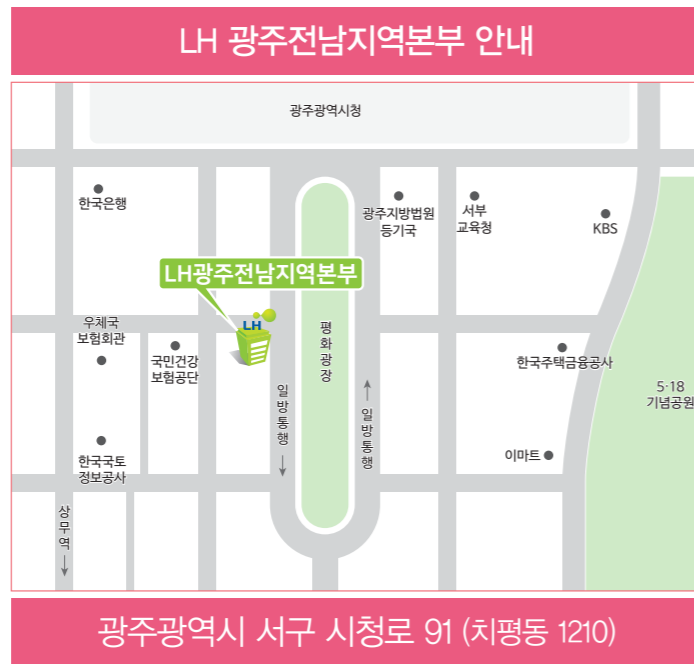 LH 광주전남지역본부 안내
광주광역시청
한국은행
광주지방법원
등기국
서부
교육청
KBS
LH광주전남지역본부
LH
우체국
보험회관
국민건강
보험공단
평화광장
한국주택금융공사
5·18
기념공원
일방통행
일방통행
이마트
한국국토
정보공사
상무역
광주광역시 서구 시청로 91 (치평동 1210)